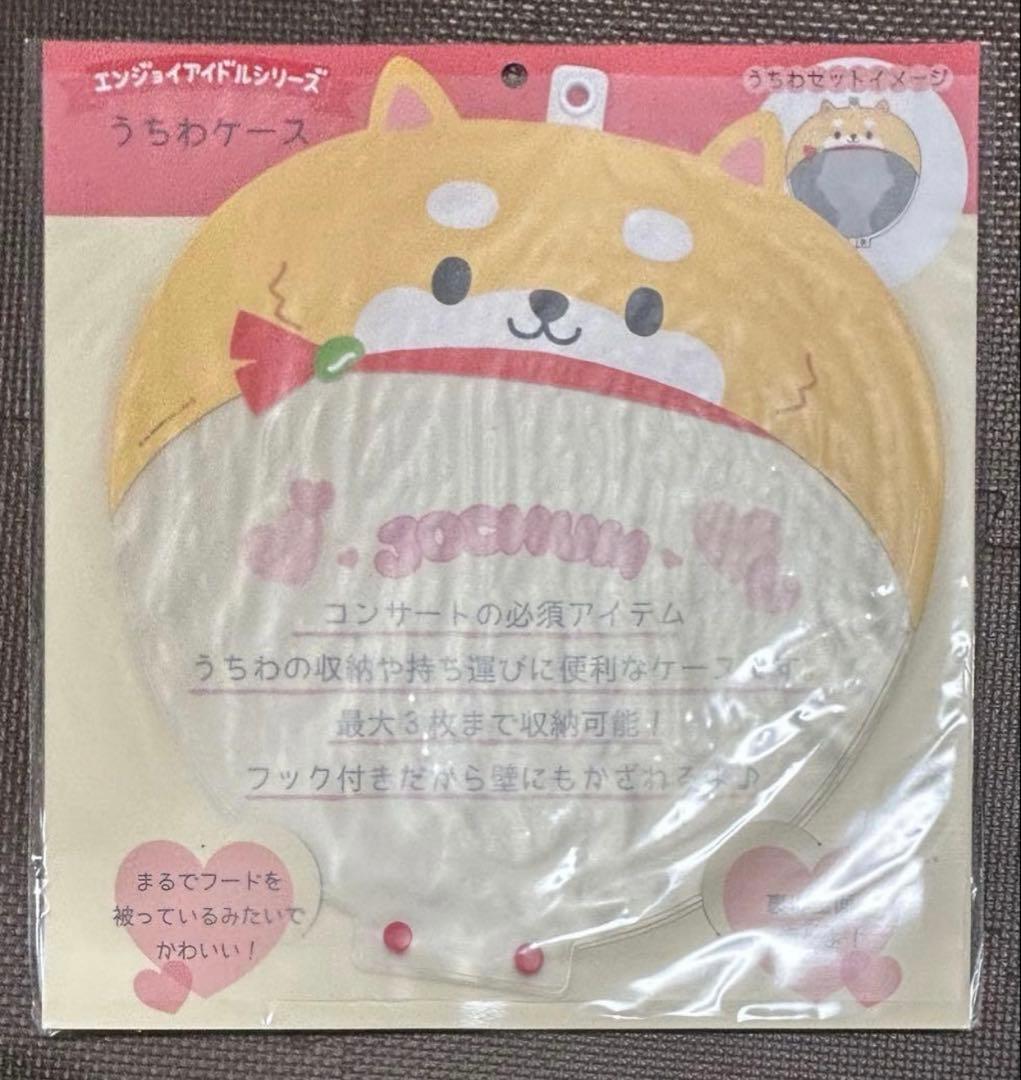 エンジョイアイドルシリーズ
うちわケース
うちわセットイメージ
JOCHUM
コンサートの必須アイテム
うちわの収納や持ち運びに便利なケース す
最大3枚まで収納可能!
フック付きだから壁にもかざれるよ♪
まるでフードを
被っているみたいで
かわいい!